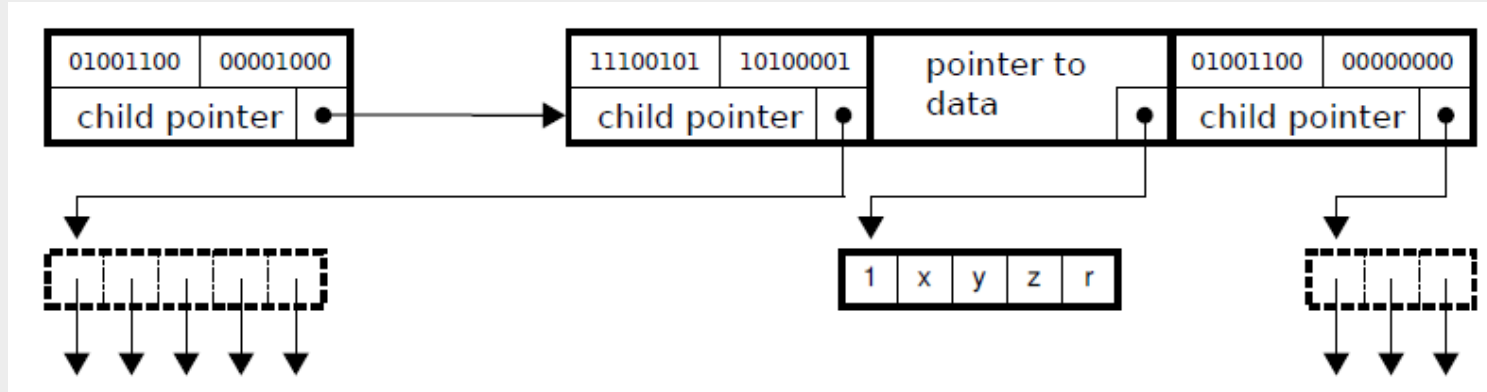 01001100 00001000
child pointer
11100101 10100001
child pointer
pointer to
data
01001100 00000000
child pointer
1 x y z r